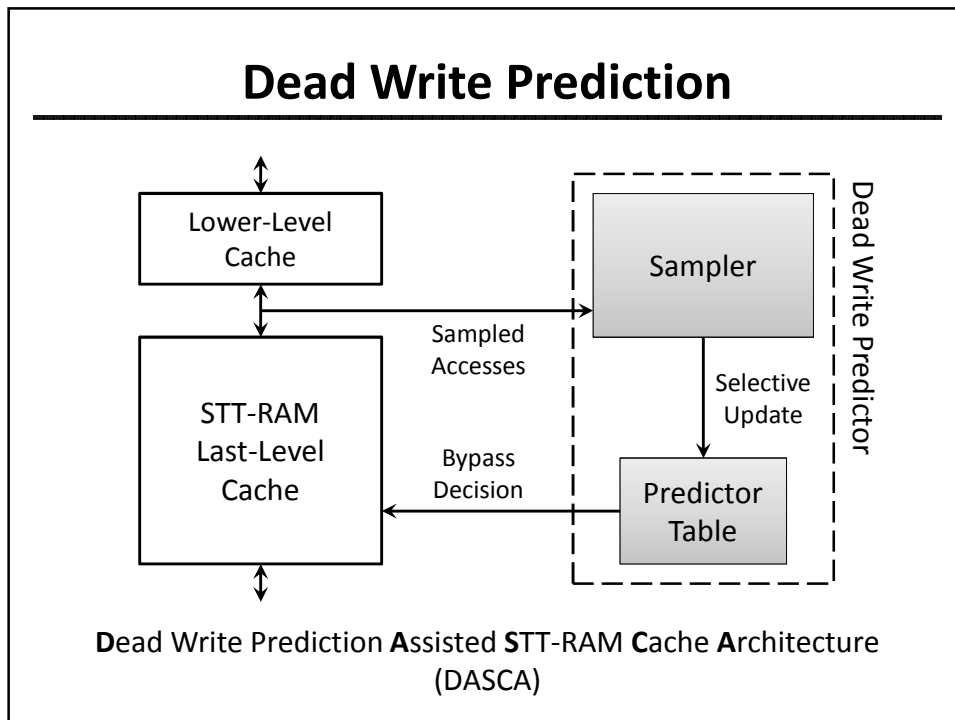 Dead Write Prediction
Lower-Level
Cache
Sampler
Dead Write Predictor
Sampled
Accesses
STT-RAM
Last-Level
Cache
Selective
Update
Bypass
Decision
Predictor
Table
Dead Write Prediction Assisted STT-RAM Cache Architecture
(DASCA)